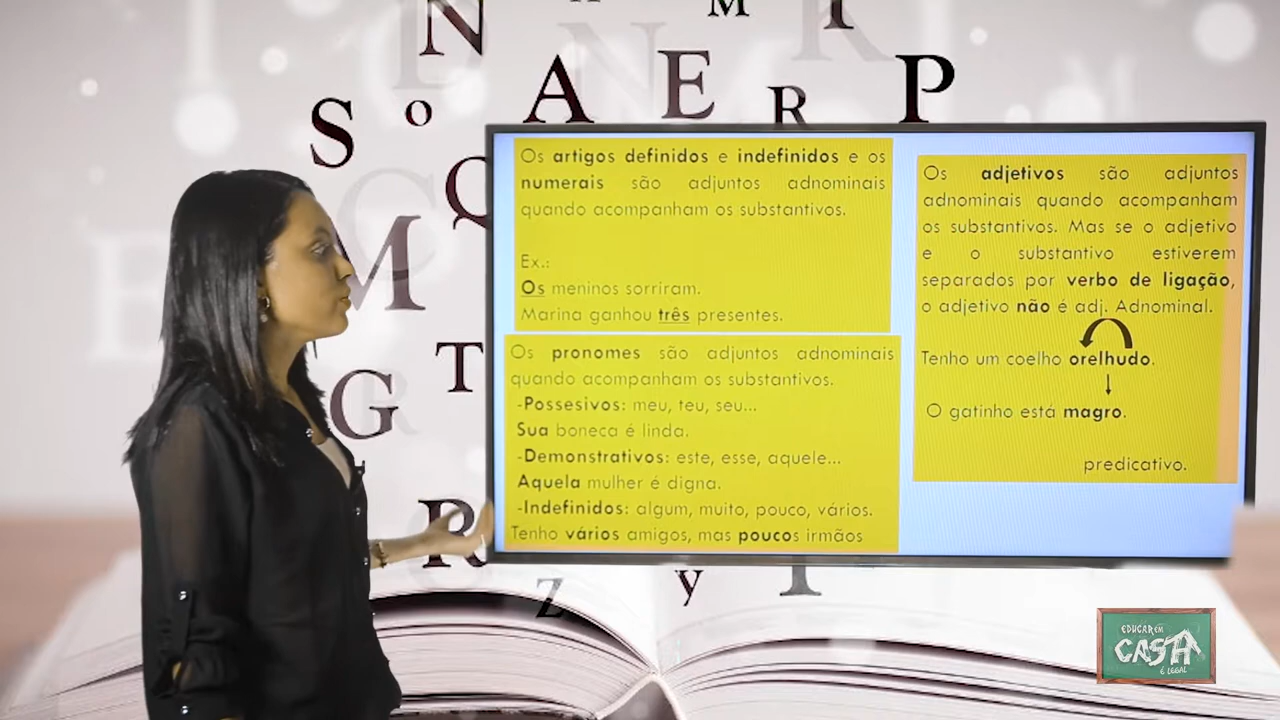 N
M
S
o
A
E
R
P
Q
M
T
G
R
Z
y
Os artigos definidos e indefinidos e os
numerais são adjuntos adnominais
quando acompanham os substantivos.
Ex.:
Os meninos sorriram.
Marina ganhou três presentes.
Os pronomes são adjuntos adnominais
quando acompanham os substantivos.
-Possesivos: meu, teu, seu...
Sua boneca é linda.
-Demonstrativos: este, esse, aquele...
Aquela mulher é digna.
-Indefinidos: algum, muito, pouco, vários.
Tenho vários amigos, mas poucos irmãos
Os adjetivos são adjuntos
adnominais quando acompanham
os substantivos. Mas se o adjetivo
e o substantivo estiverem
separados por verbo de ligação,
o adjetivo não é adj. Adnominal.
Tenho um coelho orelhudo.
O gatinho está magro.
predicativo.
EDUCAR EM
CASA
É LEGAL